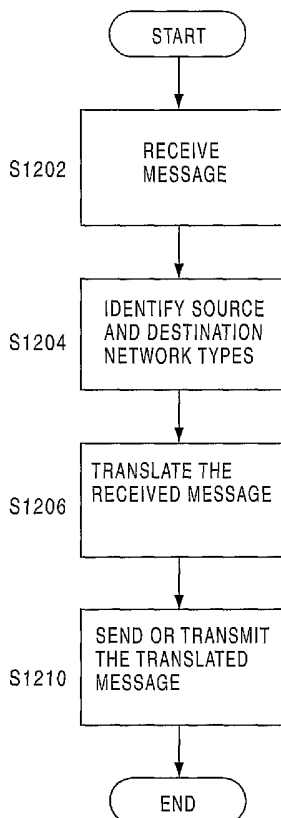 START
S1202
RECEIVE
MESSAGE
S1204
IDENTIFY SOURCE
AND DESTINATION
NETWORK TYPES
S1206
TRANSLATE THE
RECEIVED MESSAGE
S1210
SEND OR TRANSMIT
THE TRANSLATED
MESSAGE
END